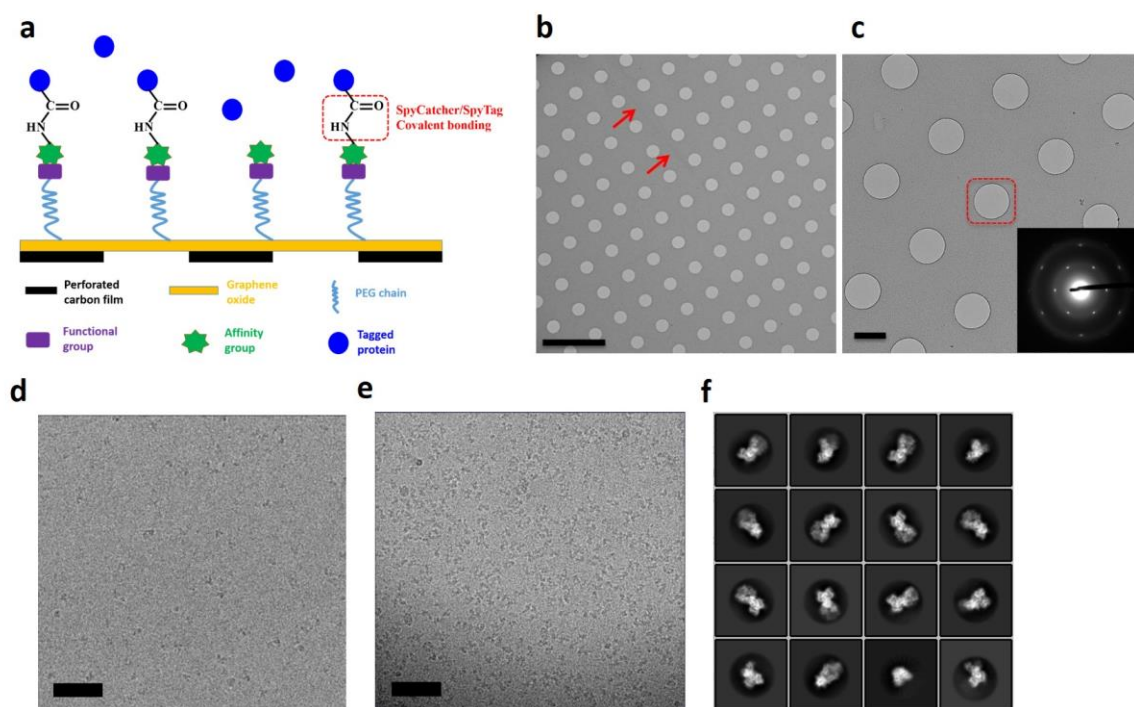 a
b
c
C=O
HN
C=O
HN
C=O
HN
SpyCatcher/SpyTag
Covalent bonding
Perforated
carbon film
Graphene
oxide
PEG chain
Functional
group
Affinity
group
Tagged
protein
d
e
f